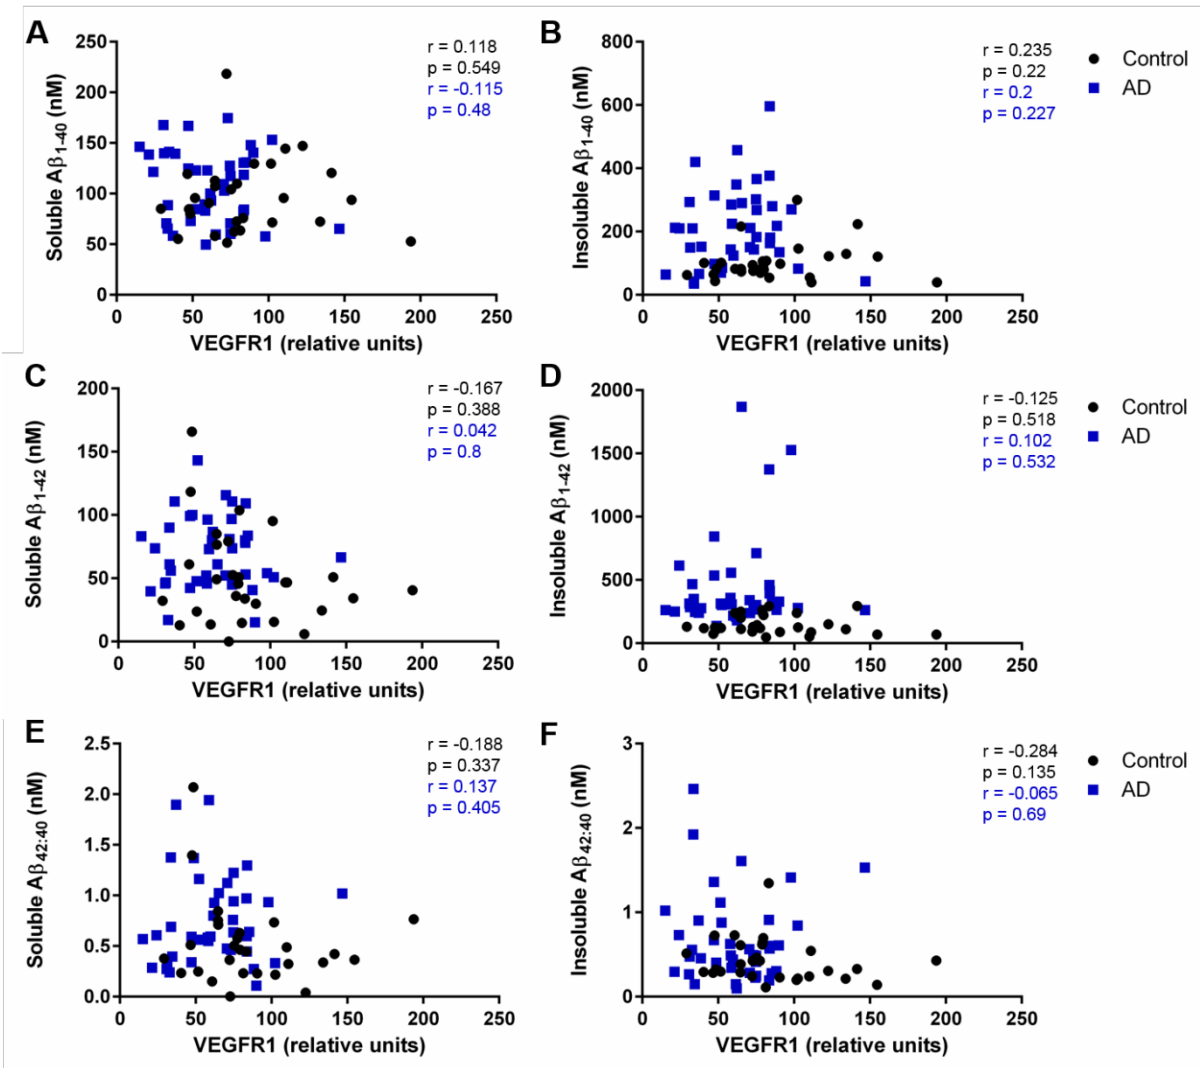 A
r = 0.118
p = 0.549
r = -0.115
p = 0.48
Soluble Aβ1-40 (nM)
250
200
150
100
50
0
0 50 100 150 200 250
VEGFR1 (relative units)
B
r = 0.235
p = 0.22
r = 0.2
p = 0.227
Control
AD
Insoluble Aβ1-40 (nM)
800
600
400
200
0
0 50 100 150 200 250
VEGFR1 (relative units)
C
r = -0.167
p = 0.388
r = 0.042
p = 0.8
Soluble Aβ1-42 (nM)
200
150
100
50
0
0 50 100 150 200 250
VEGFR1 (relative units)
D
r = -0.125
p = 0.518
r = 0.102
p = 0.532
Control
AD
Insoluble Aβ1-42 (nM)
2000
1500
1000
500
0
0 50 100 150 200 250
VEGFR1 (relative units)
E
r = -0.188
p = 0.337
r = 0.137
p = 0.405
Soluble Aβ42:40 (nM)
2.5
2.0
1.5
1.0
0.5
0.0
0 50 100 150 200 250
VEGFR1 (relative units)
F
r = -0.284
p = 0.135
r = -0.065
p = 0.69
Control
AD
Insoluble Aβ42:40 (nM)
3
2
1
0
0 50 100 150 200 250
VEGFR1 (relative units)